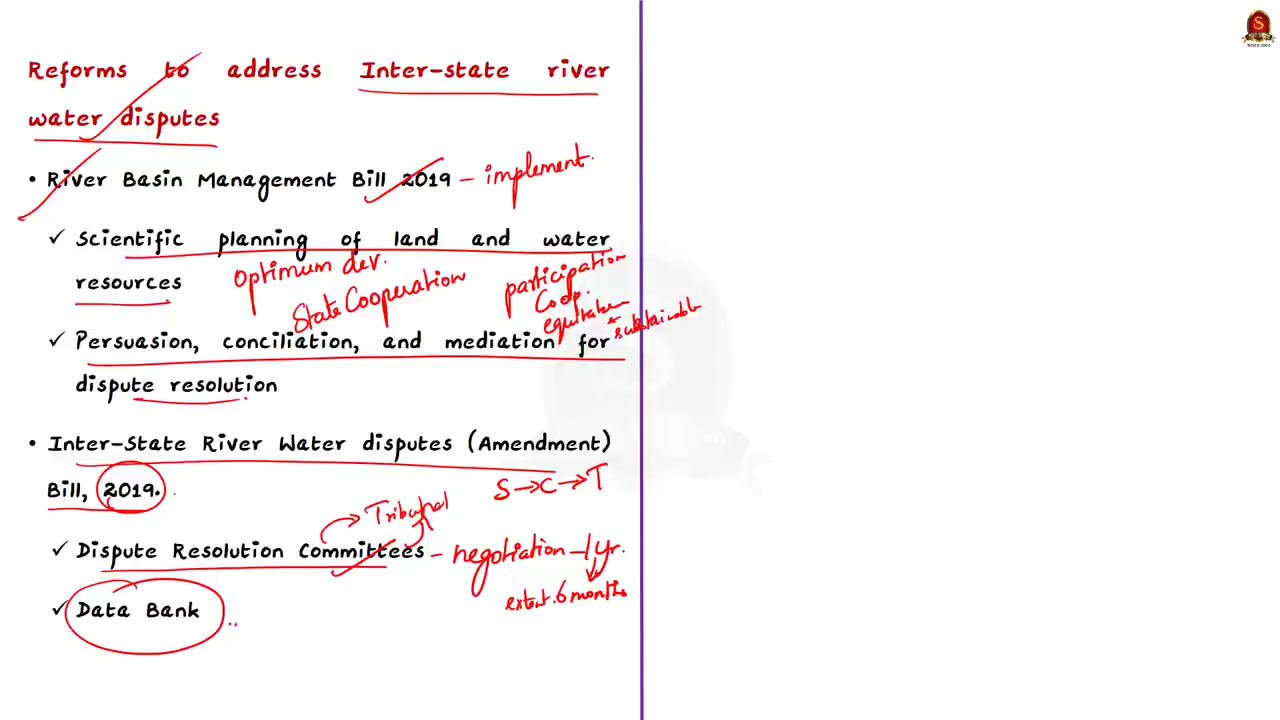 Reforms to address Inter-state river
water disputes
• River Basin Management Bill 2019 - implement.
✓ Scientific planning of land and water
resources
Optimum dev.
State Cooperation
participation
Coop.
equitable
sustainable
✓ Persuasion, conciliation, and mediation for
dispute resolution
• Inter-State River Water disputes (Amendment)
Bill, 2019.
S → C → T
→ Tribunal
✓ Dispute Resolution Committees - negotiation - 1 yr.
6 months
✓ Data Bank